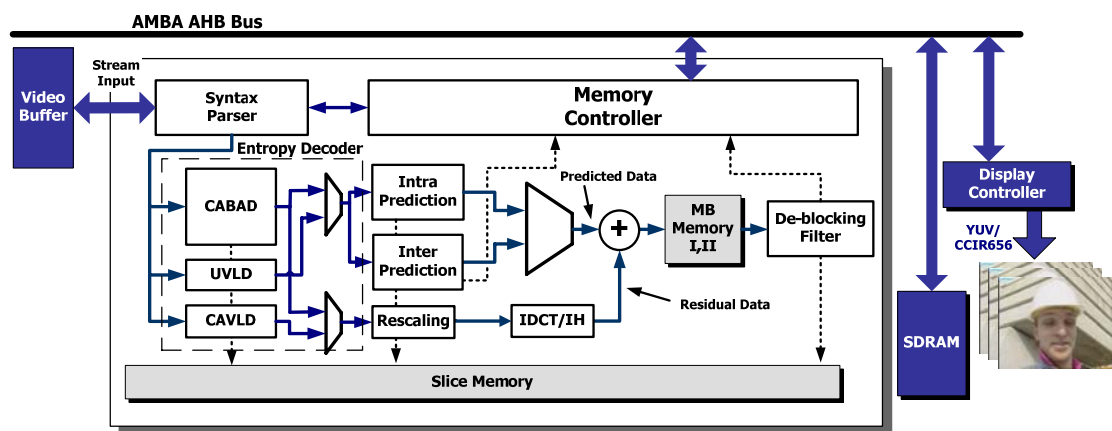 AMBA AHB Bus
Stream
Input
Video
Buffer
Syntax
Parser
Memory
Controller
Entropy Decoder
CABAD
UVLD
CAVLD
Intra
Prediction
Inter
Prediction
Rescaling
IDCT/IH
Predicted Data
+
Residual Data
MB
Memory
I,II
De-blocking
Filter
Slice Memory
Display
Controller
YUV/
CCIR656
SDRAM